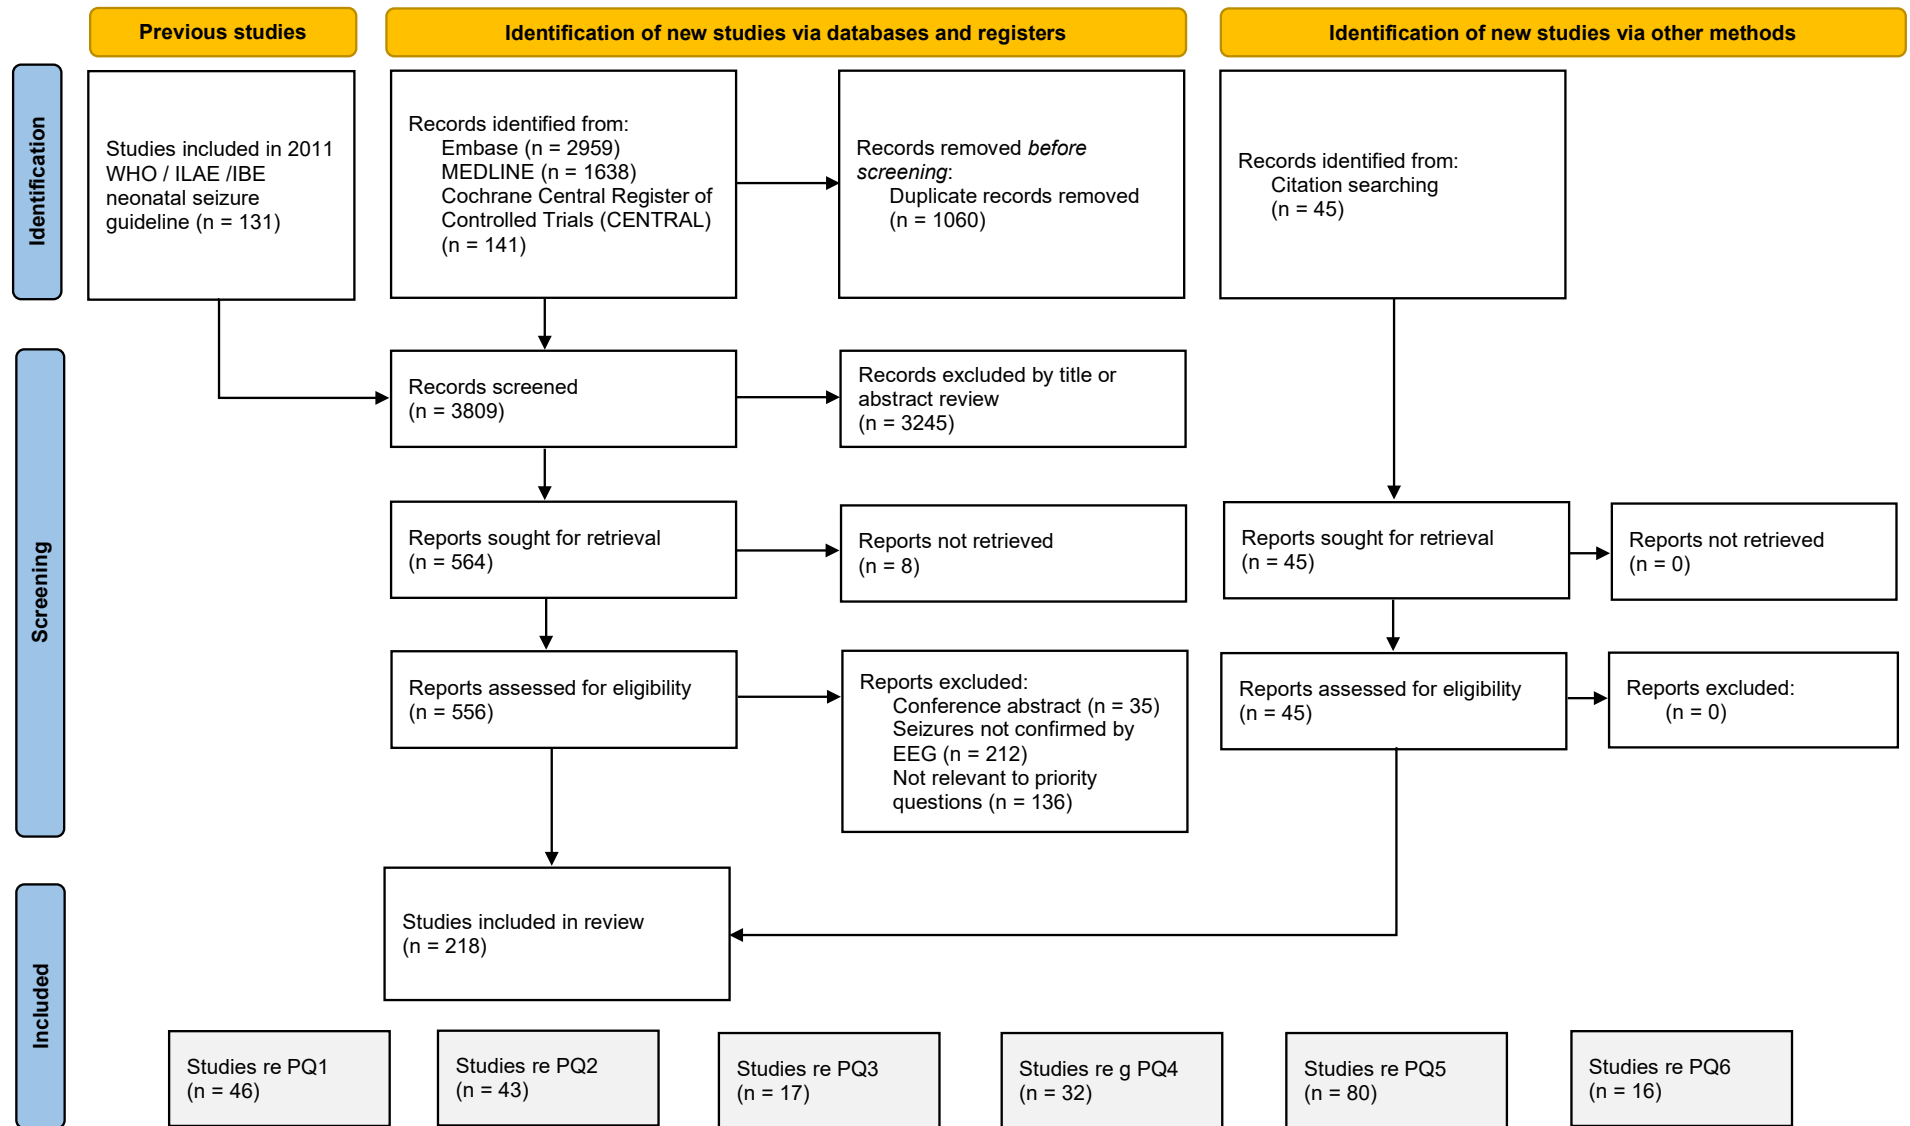 Previous studies
Identification of new studies via databases and registers
Identification of new studies via other methods
Identification
Studies included in 2011
WHO / ILAE /IBE
neonatal seizure
guideline (n = 131)
Records identified from:
Embase (n = 2959)
MEDLINE (n = 1638)
Cochrane Central Register of
Controlled Trials (CENTRAL)
(n = 141)
Records removed before
screening:
Duplicate records removed
(n = 1060)
Records identified from:
Citation searching
(n = 45)
Screening
Records screened
(n = 3809)
Records excluded by title or
abstract review
(n = 3245)
Reports sought for retrieval
(n = 564)
Reports not retrieved
(n = 8)
Reports sought for retrieval
(n = 45)
Reports not retrieved
(n = 0)
Reports assessed for eligibility
(n = 556)
Reports excluded:
Conference abstract (n = 35)
Seizures not confirmed by
EEG (n = 212)
Not relevant to priority
questions (n = 136)
Reports assessed for eligibility
(n = 45)
Reports excluded:
(n = 0)
Included
Studies included in review
(n = 218)
Studies re PQ1
(n = 46)
Studies re PQ2
(n = 43)
Studies re PQ3
(n = 17)
Studies re g PQ4
(n = 32)
Studies re PQ5
(n = 80)
Studies re PQ6
(n = 16)